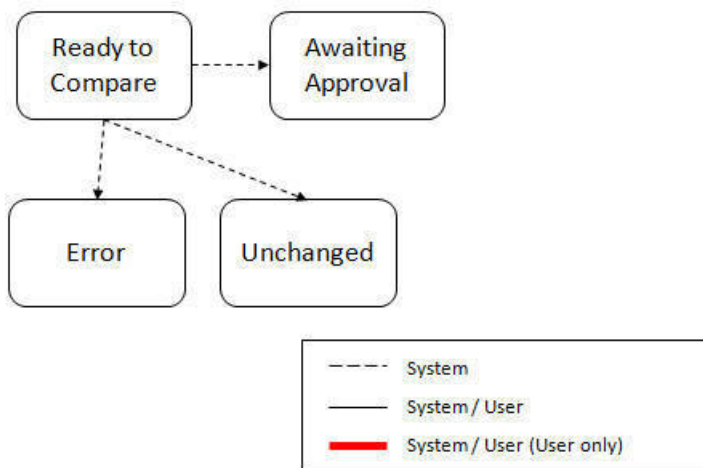 Ready to
Compare
Awaiting
Approval
Error
Unchanged
System
System / User
System / User (User only)